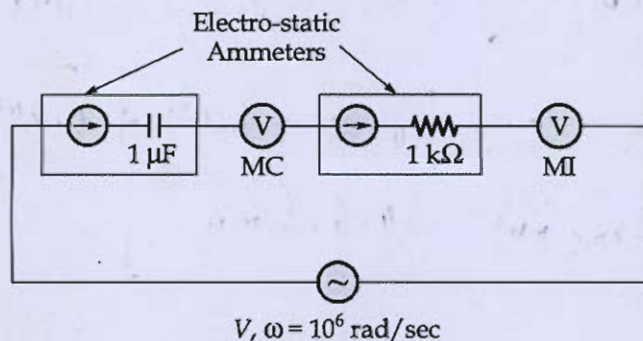 Electro-static
Ammeters
V
V
1 μF
MC
1 kΩ
MI
~
V, ω = 10⁶ rad/sec